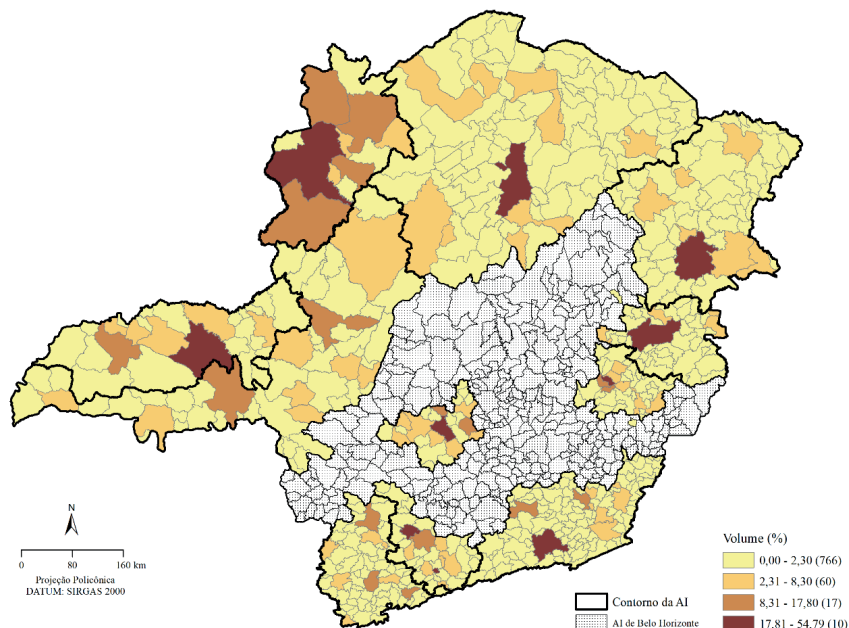 N
0 80 160 km
Projeção Policônica
DATUM: SIRGAS 2000
Contorno da AI
AI de Belo Horizonte
Volume (%)
0,00 - 2,30 (766)
2,31 - 8,30 (60)
8,31 - 17,80 (17)
17,81 - 54,79 (10)